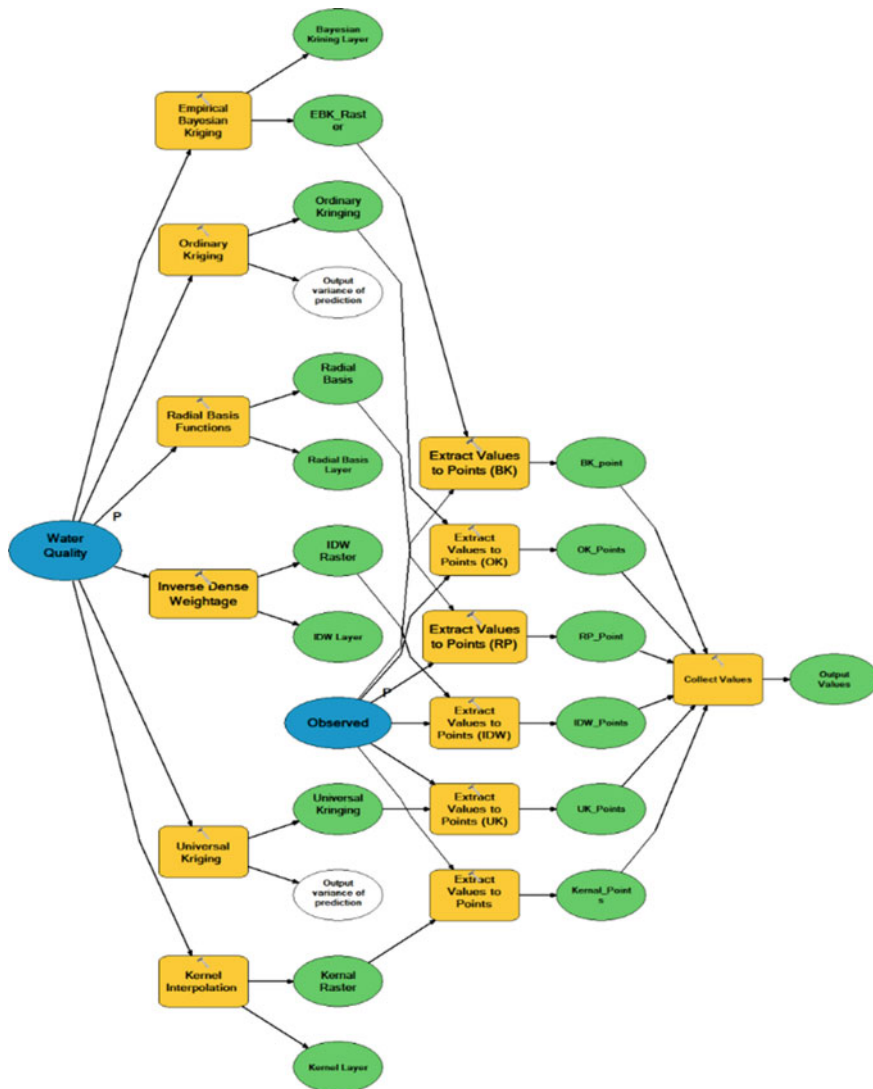 Bayesian
Krining Layer
Empirical
Bayesian
Kriging
EBK_Rast
er
Ordinary
Kringing
Ordinary
Kriging
Output
variance of
prediction
Radial
Basis
Radial Basis
Functions
Radial Basis
Layer
P
Water
Quality
IDW
Raster
Inverse Dense
Weightage
IDW Layer
Observed
P
Universal
Kringing
Universal
Kriging
Output
variance of
prediction
Kernel
Interpolation
Kernal
Raster
Kernel Layer
Extract Values
to Points (BK)
BK_point
Extract
Values to
Points (OK)
OK_Points
Extract Values
to Points (RP)
RP_Point
Extract
Values to
Points (IDW)
IDW_Points
Extract
Values to
Points (UK)
UK_Points
Extract
Values to
Points
Kernal_Point
s
Collect Values
Output
Values